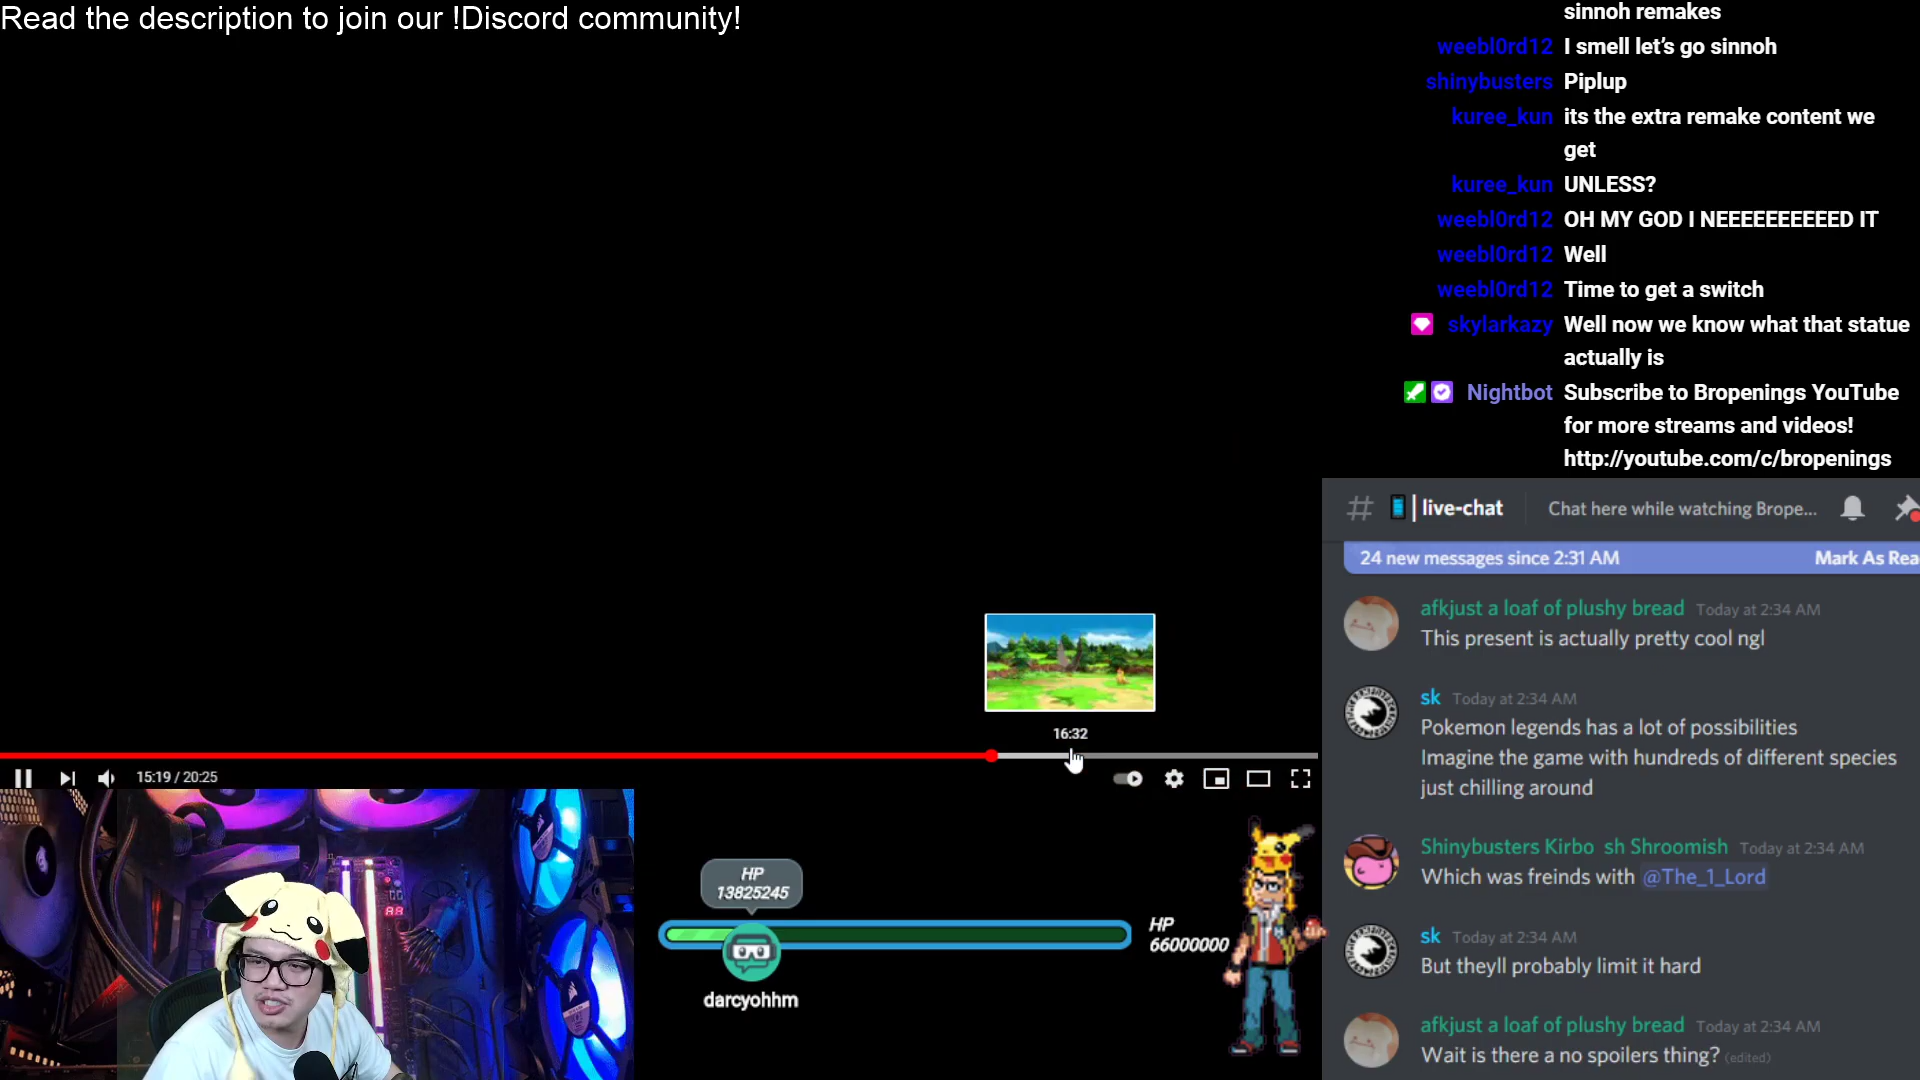 Read the description to join our !Discord community!
sinnoh remakes
weebl0rd12 I smell let's go sinnoh
shinybusters Piplup
kuree_kun its the extra remake content we
get
kuree_kun UNLESS?
weebl0rd12 OH MY GOD I NEEEEEEEEEED IT
weebl0rd12 Well
weebl0rd12 Time to get a switch
skylarkazy Well now we know what that statue
actually is
Nightbot Subscribe to Bropenings YouTube
for more streams and videos!
http://youtube.com/c/bropenings
# | live-chat Chat here while watching Brope...
24 new messages since 2:31 AM Mark As Rea
afkjust a loaf of plushy bread Today at 2:34 AM
This present is actually pretty cool ngl
sk Today at 2:34 AM
Pokemon legends has a lot of possibilities
Imagine the game with hundreds of different species
just chilling around
Shinybusters Kirbo sh Shroomish Today at 2:34 AM
Which was freinds with @The_1_Lord
sk Today at 2:34 AM
But theyll probably limit it hard
afkjust a loaf of plushy bread Today at 2:34 AM
Wait is there a no spoilers thing? (edited)
16:32
15:19 / 20:25
HP
13825245
HP
66000000
darcyohhm